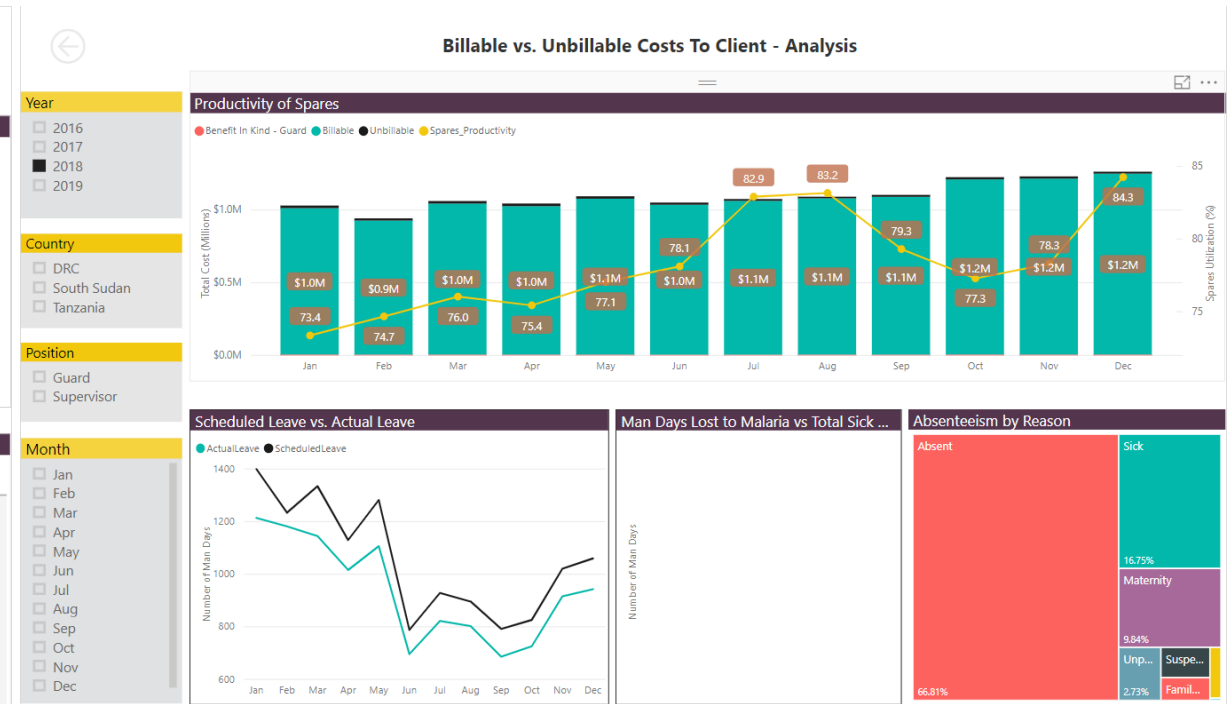 Billable vs. Unbillable Costs To Client - Analysis
Year
2016
2017
2018
2019
Country
DRC
South Sudan
Tanzania
Position
Guard
Supervisor
Month
Jan
Feb
Mar
Apr
May
Jun
Jul
Aug
Sep
Oct
Nov
Dec
Productivity of Spares
Benefit In Kind - Guard Billable Unbillable Spares_Productivity
Total Cost (Millions)
$1.0M
$0.5M
$0.0M
85
80
75
Spares Utilization (%)
82.9 83.2
84.3
79.3
78.1 78.3
$1.0M $0.9M $1.0M $1.0M $1.1M $1.0M $1.1M $1.1M $1.1M $1.2M $1.2M $1.2M
73.4 74.7 76.0 75.4 77.1 77.3
Jan Feb Mar Apr May Jun Jul Aug Sep Oct Nov Dec
Scheduled Leave vs. Actual Leave
ActualLeave ScheduledLeave
Number of Man Days
1400
1200
1000
800
600
Jan Feb Mar Apr May Jun Jul Aug Sep Oct Nov Dec
Man Days Lost to Malaria vs Total Sick ...
Number of Man Days
Absenteeism by Reason
Absent
66.81%
Sick
16.75%
Maternity
9.84%
Unp...
2.73%
Suspe...
Famil...